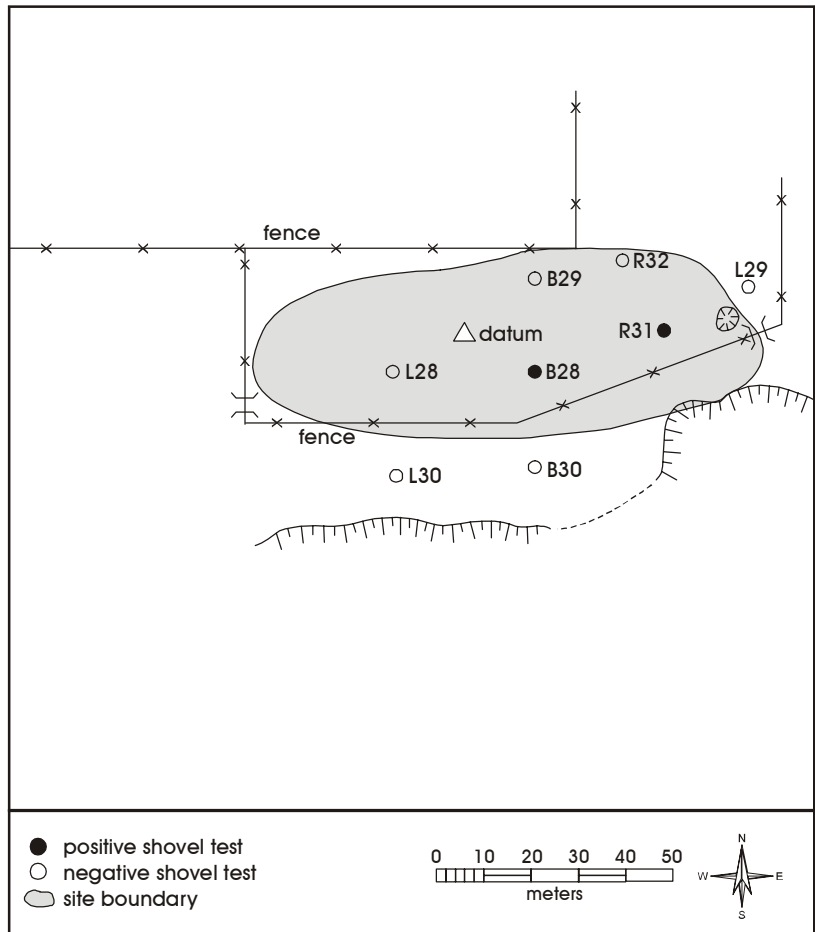 fence
R32
L29
B29
R31
datum
L28
B28
fence
L30
B30
positive shovel test
negative shovel test
site boundary
0 10 20 30 40 50
meters
N
W E
S